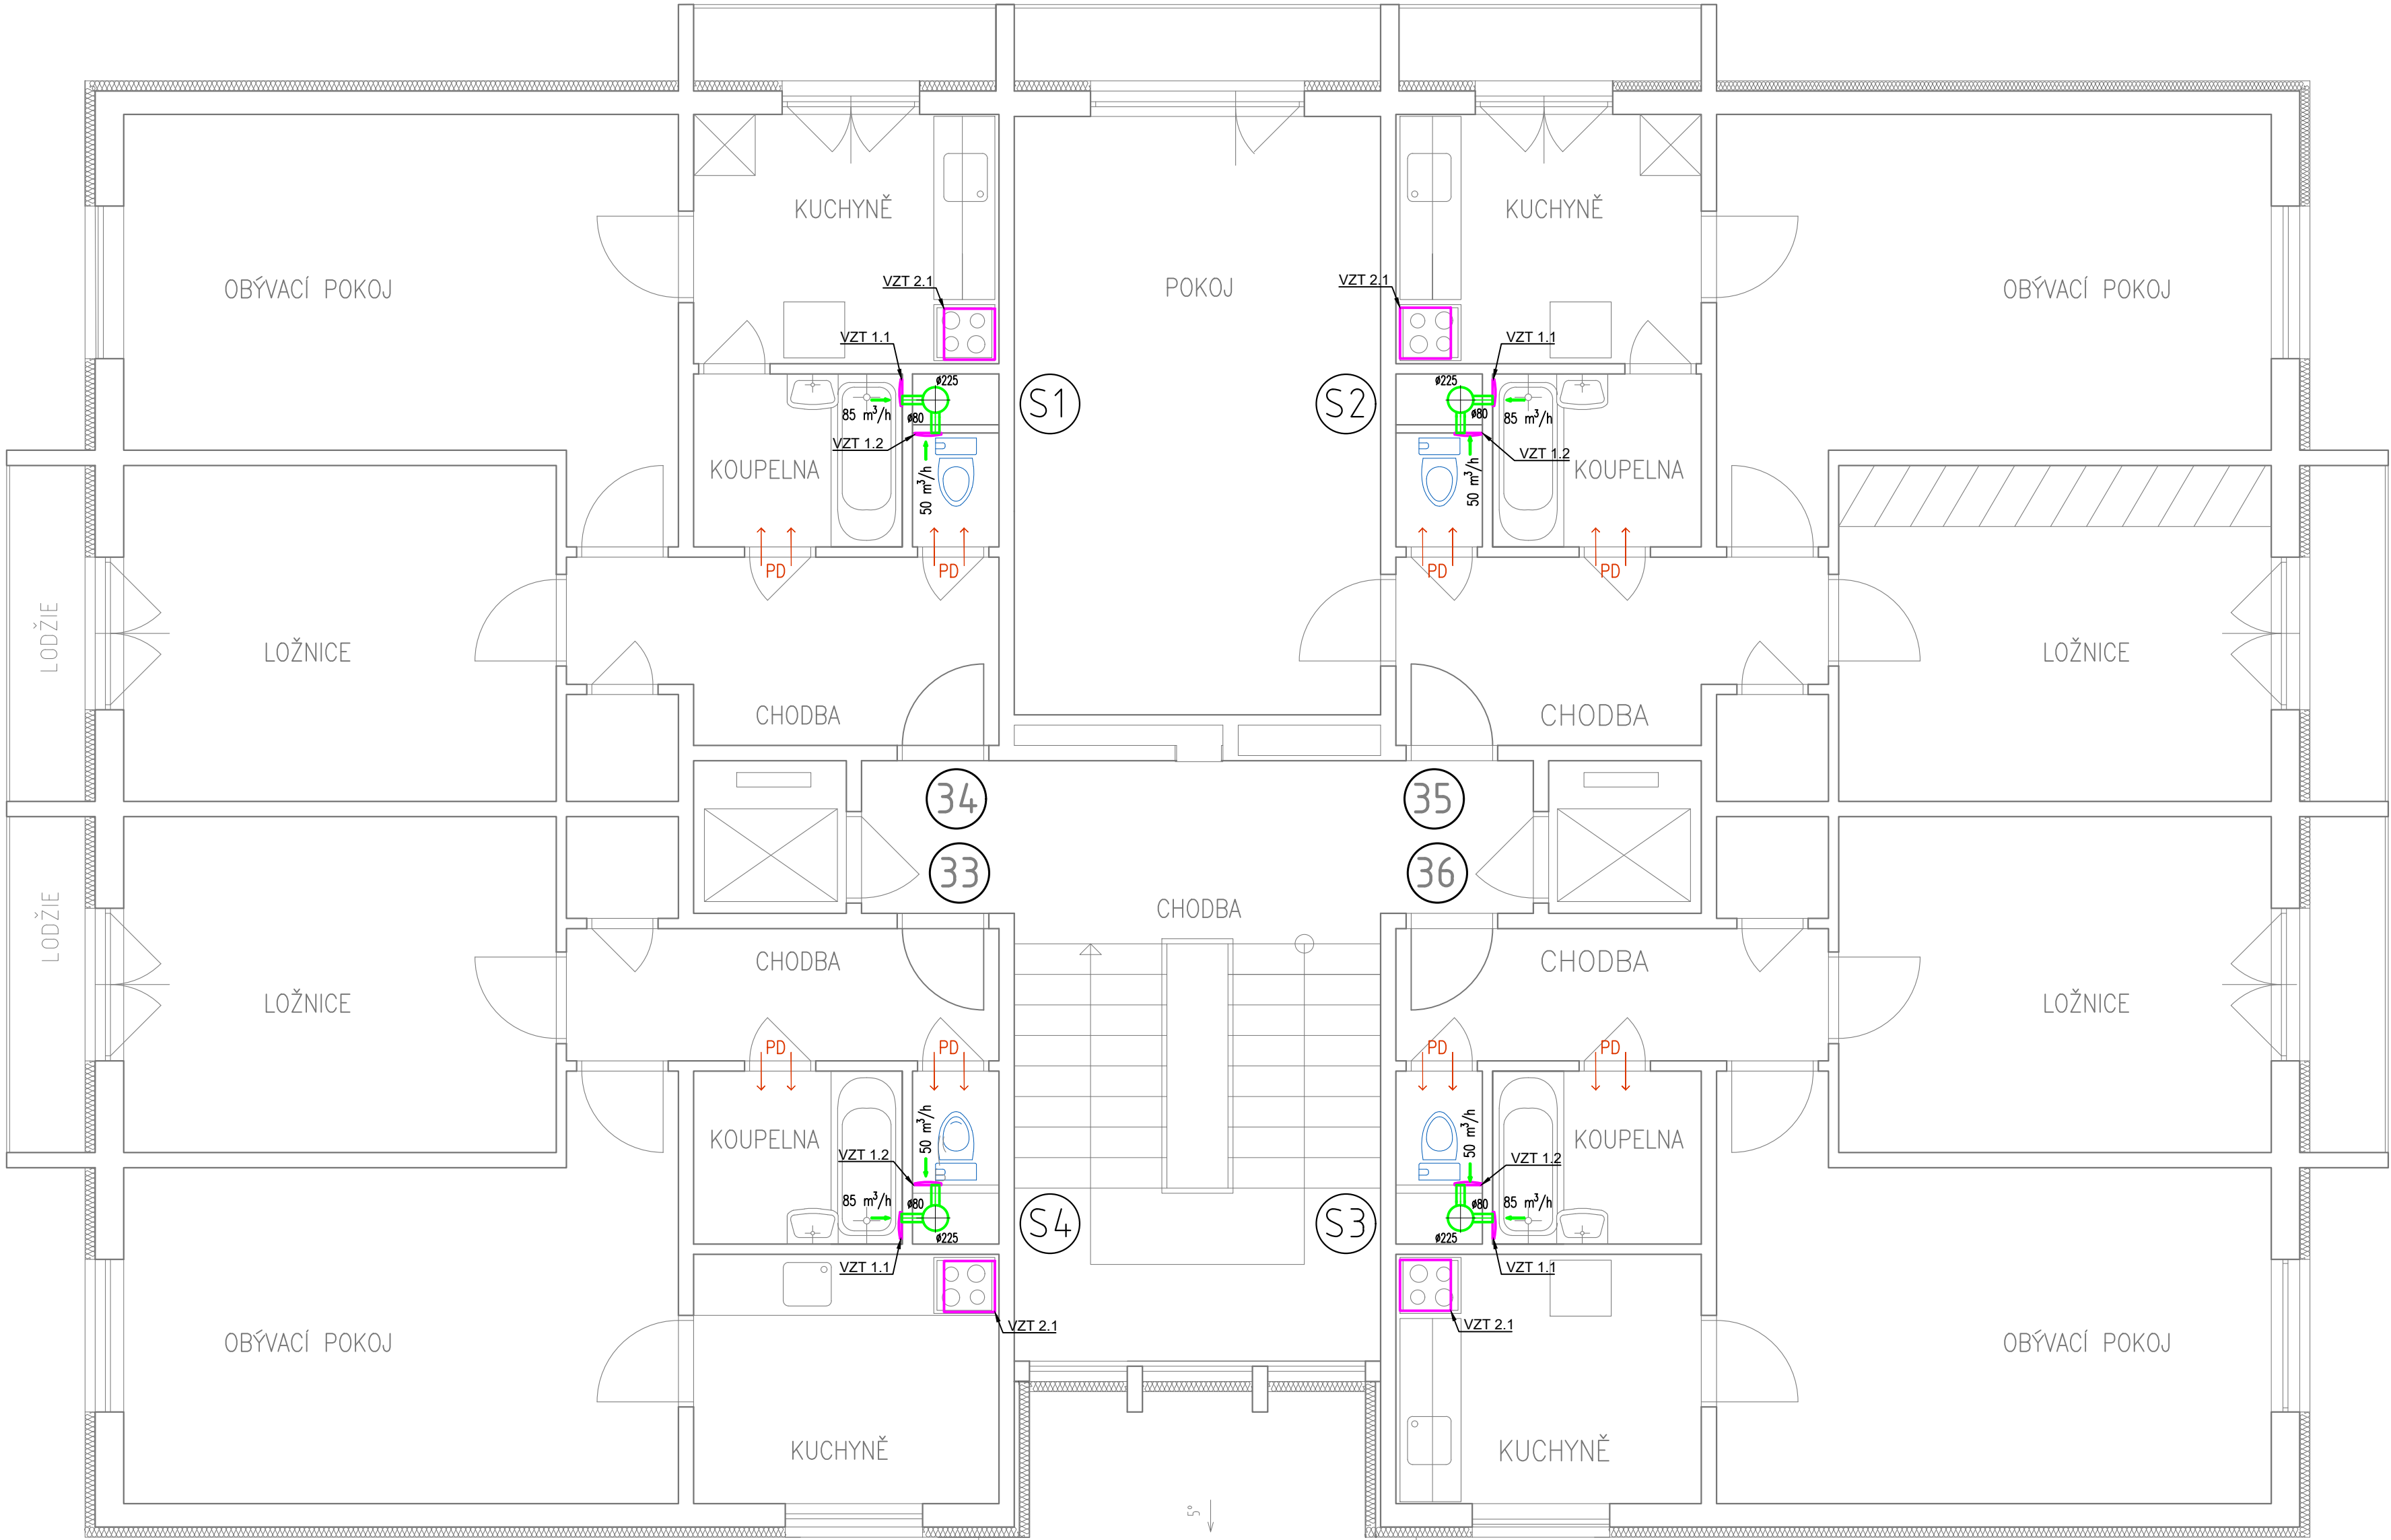 KUCHYNĚ
KUCHYNĚ
OBÝVACÍ POKOJ
VZT 2.1
POKOJ
VZT 2.1
OBÝVACÍ POKOJ
VZT 1.1
VZT 1.1
ø225
ø225
85 m³/h
ø80
S1
S2
ø80
85 m³/h
VZT 1.2
VZT 1.2
KOUPELNA
50 m³/h
50 m³/h
KOUPELNA
PD
PD
PD
PD
LODŽIE
LOŽNICE
LOŽNICE
CHODBA
CHODBA
34
35
33
36
CHODBA
LODŽIE
CHODBA
CHODBA
LOŽNICE
LOŽNICE
PD
PD
PD
PD
KOUPELNA
50 m³/h
50 m³/h
KOUPELNA
VZT 1.2
VZT 1.2
85 m³/h
ø80
S4
S3
ø80
85 m³/h
ø225
ø225
VZT 1.1
VZT 1.1
VZT 2.1
VZT 2.1
OBÝVACÍ POKOJ
OBÝVACÍ POKOJ
KUCHYNĚ
KUCHYNĚ
5°